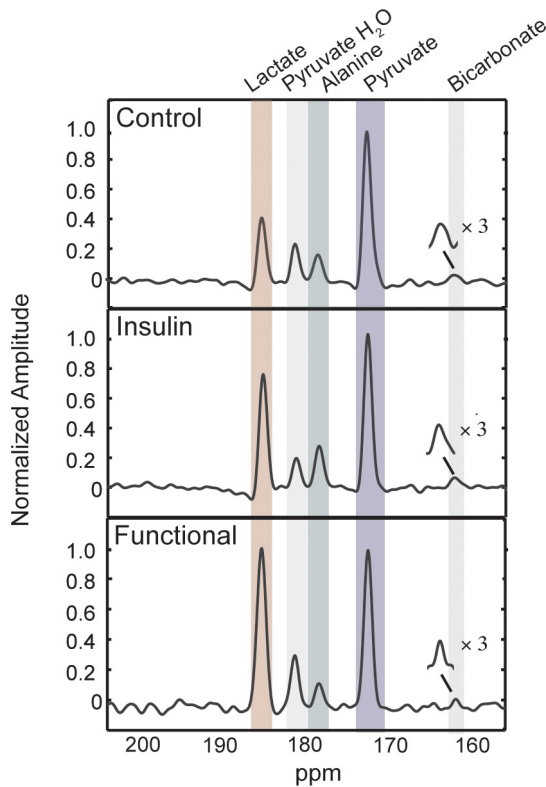 Lactate
Pyruvate H₂O
Alanine
Pyruvate
Bicarbonate
Control
1.0
0.8
0.6
0.4
0.2
0
× 3
Insulin
1.0
0.8
0.6
0.4
0.2
0
× 3
Functional
1.0
0.8
0.6
0.4
0.2
0
× 3
Normalized Amplitude
200 190 180 170 160
ppm